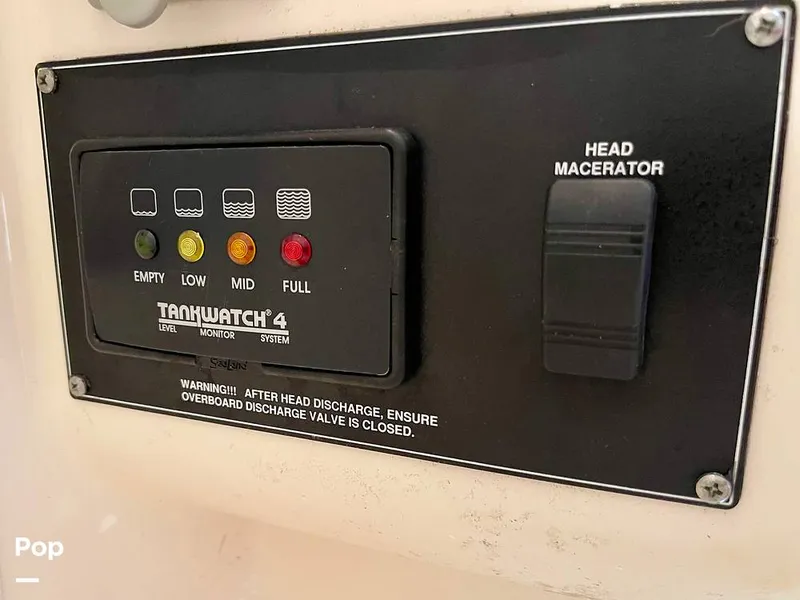 HEAD
MACERATOR
EMPTY LOW MID FULL
TANKWATCH® 4
LEVEL MONITOR SYSTEM
SeaLand
WARNING!!! AFTER HEAD DISCHARGE, ENSURE
OVERBOARD DISCHARGE VALVE IS CLOSED.
Pop